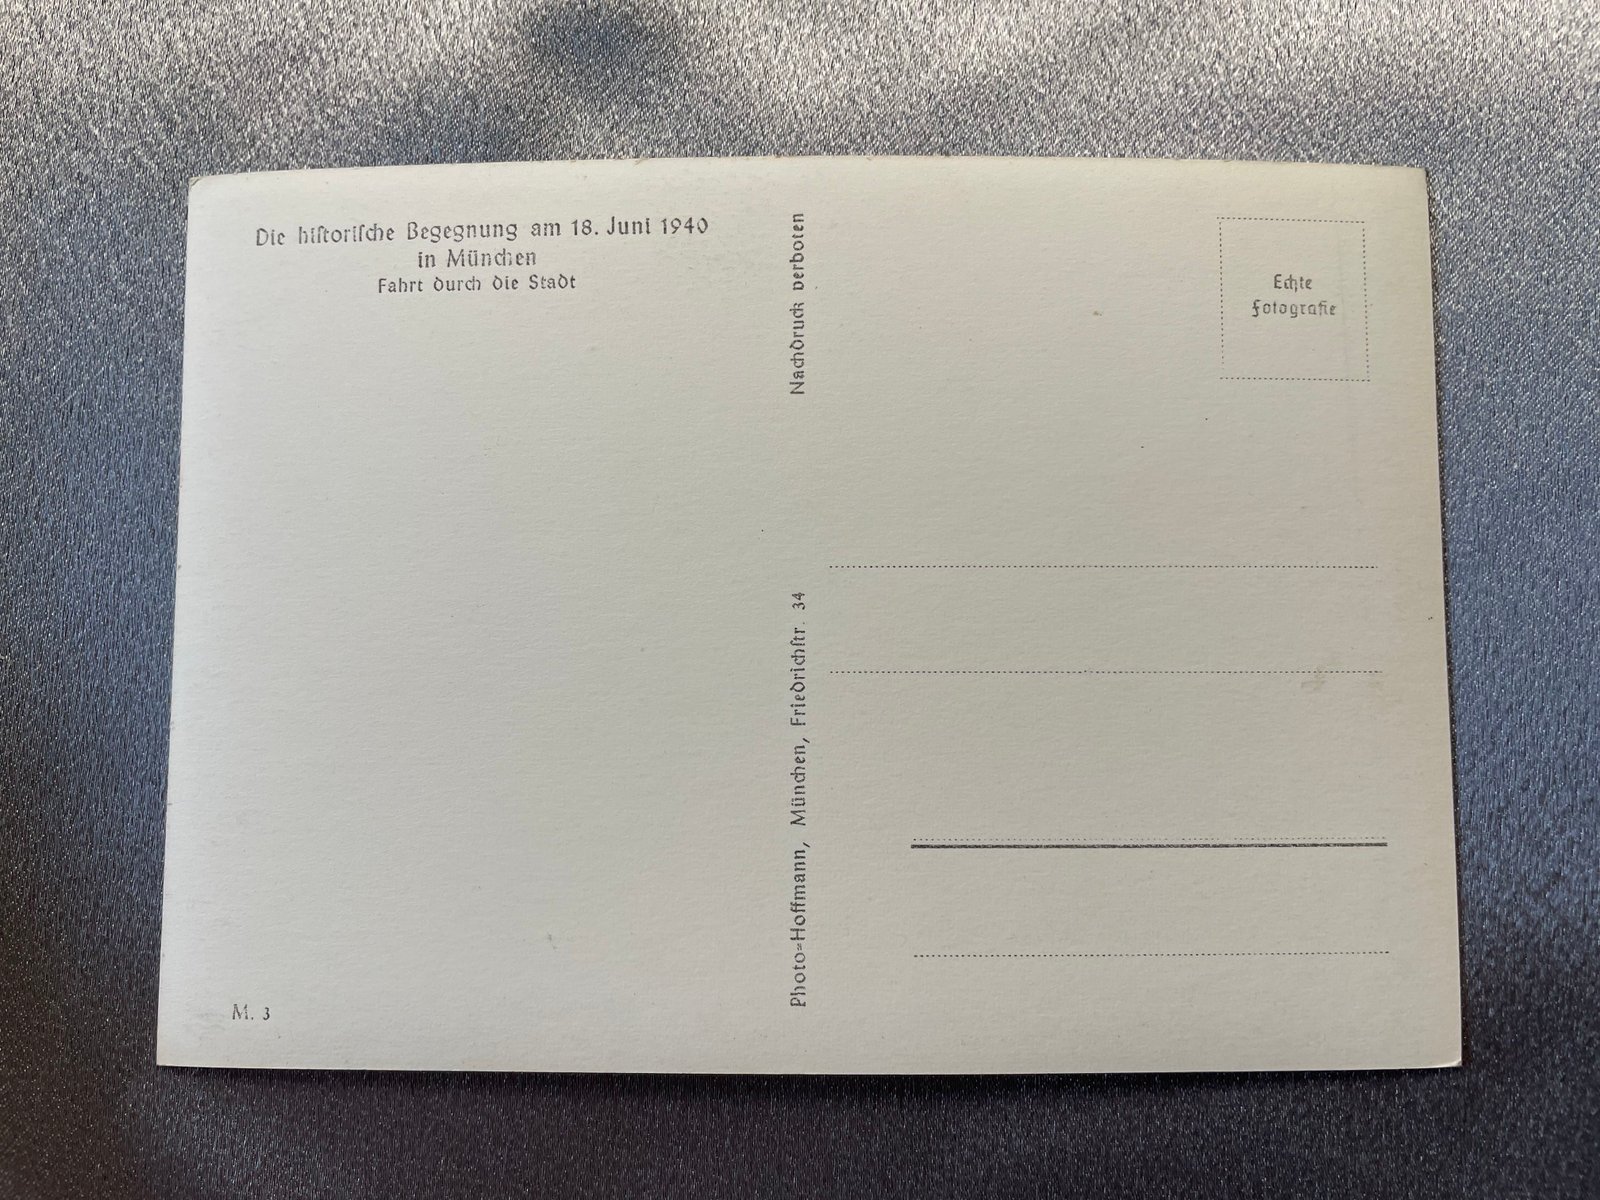 Die hiſtoriſche Begegnung am 18. Juni 1940
in München
Fahrt durch die Stadt
Nachdruck verboten
Echte
Fotografie
Photo=Hoffmann, München, Friedrichſtr. 34
M. 3